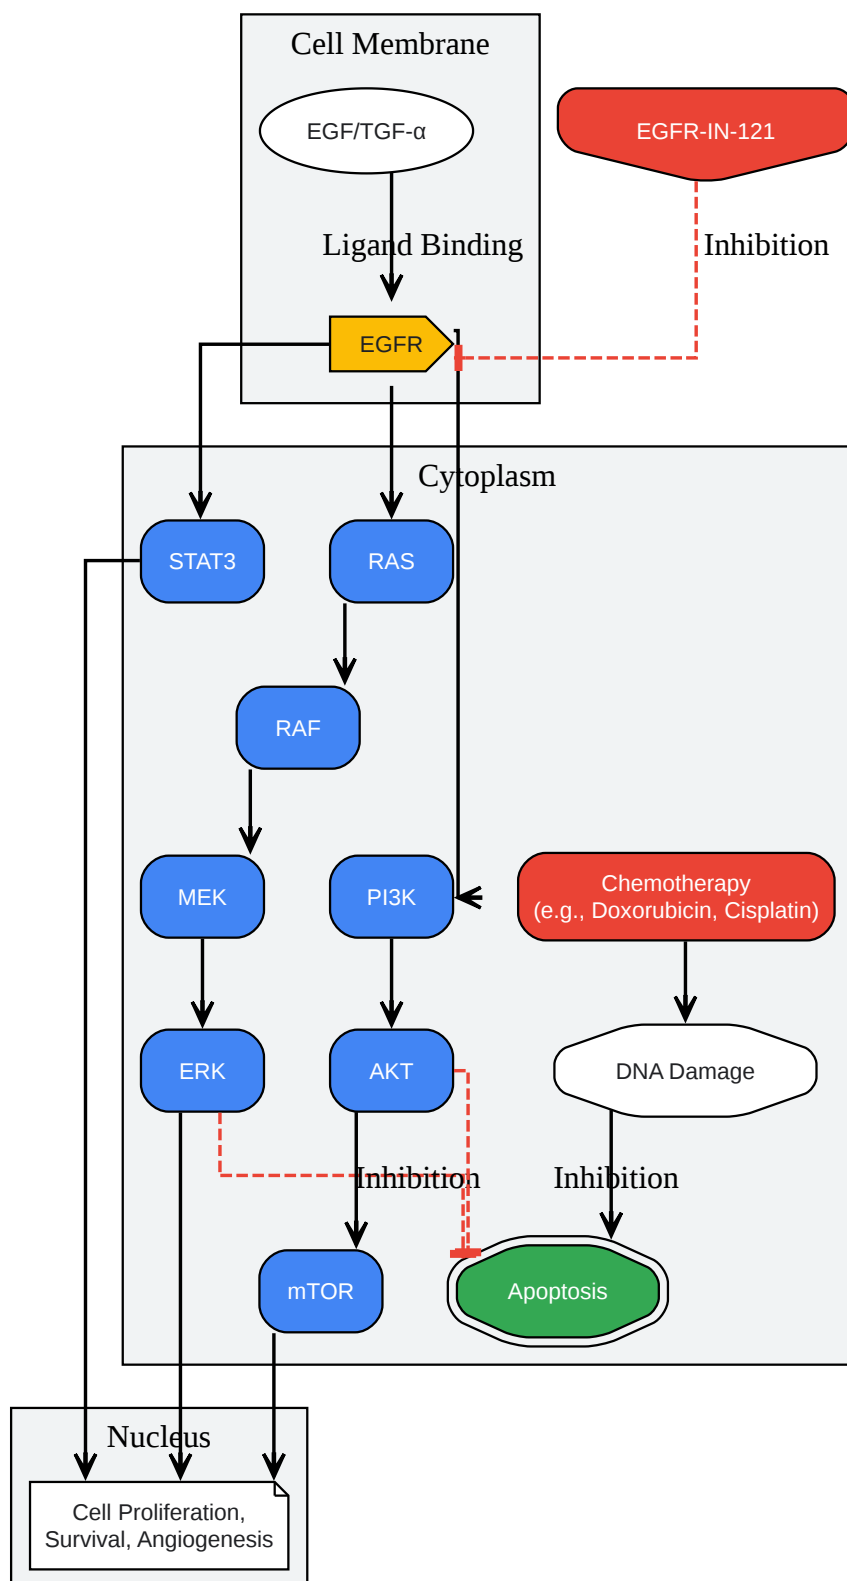 Cell Membrane
EGF/TGF-α
EGFR-IN-121
Ligand Binding
Inhibition
EGFR
Cytoplasm
STAT3
RAS
RAF
MEK
PI3K
Chemotherapy
(e.g., Doxorubicin, Cisplatin)
ERK
AKT
DNA Damage
Inhibition
Inhibition
mTOR
Apoptosis
Nucleus
Cell Proliferation,
Survival, Angiogenesis